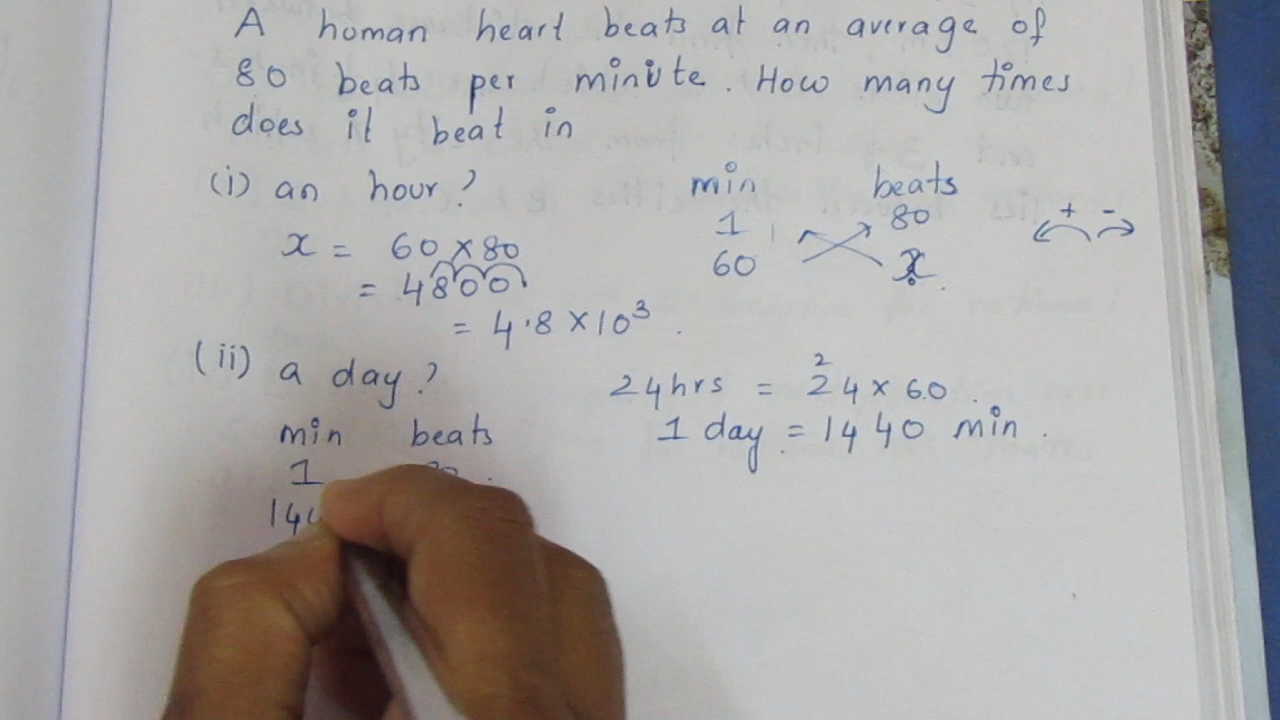 A human heart beats at an average of
80 beats per minute. How many times
does it beat in
(i) an hour?
min beats
1 80
60 x
+ -
x = 60 x 80
= 4800
= 4.8 x 10³.
(ii) a day?
24hrs = 24 x 60.
2
1 day = 1440 min.
min beats
1